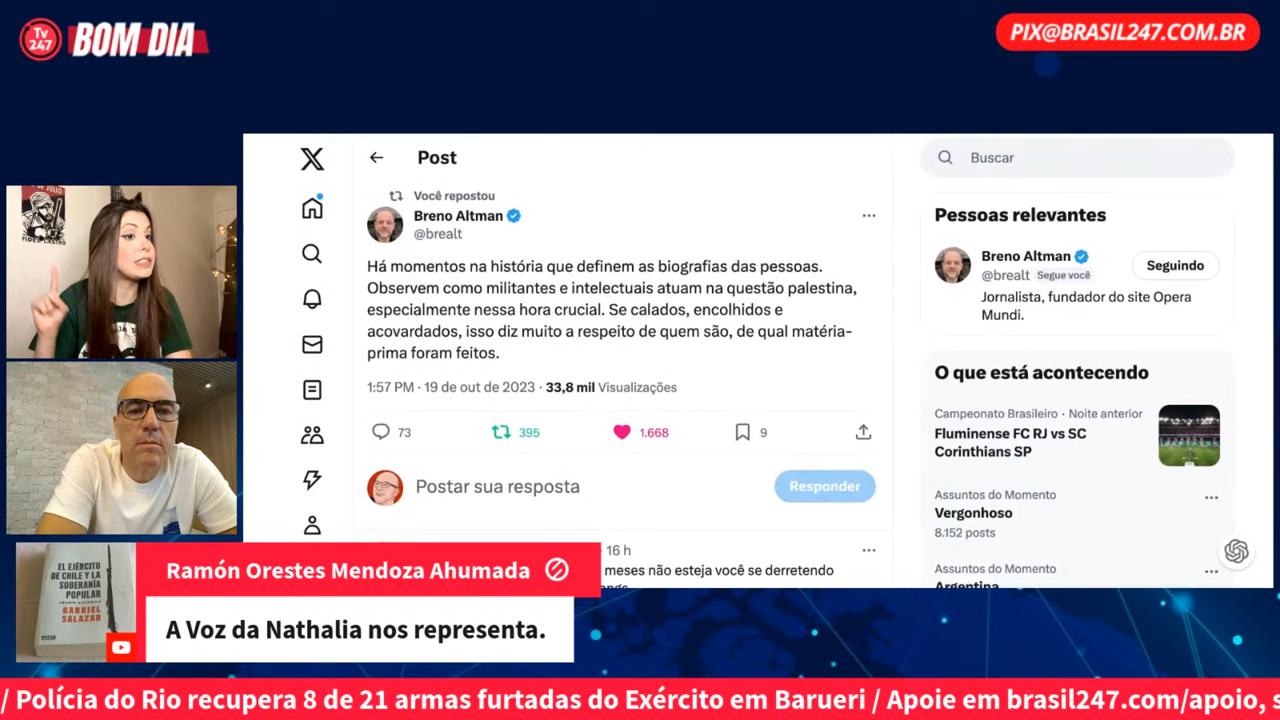 Tv 247
BOM DIA
PIX@BRASIL247.COM.BR
FIDEL CASTRO
Post
Buscar
Você repostou
Breno Altman
@brealt
Há momentos na história que definem as biografias das pessoas.
Observem como militantes e intelectuais atuam na questão palestina,
especialmente nessa hora crucial. Se calados, encolhidos e
acovardados, isso diz muito a respeito de quem são, de qual matéria-
prima foram feitos.
1:57 PM · 19 de out de 2023 · 33,8 mil Visualizações
73 395 1.668 9
Postar sua resposta
Responder
16 h
meses não esteja você se derretendo
Pessoas relevantes
Breno Altman
@brealt Segue você
Seguindo
Jornalista, fundador do site Opera
Mundi.
O que está acontecendo
Campeonato Brasileiro · Noite anterior
Fluminense FC RJ vs SC
Corinthians SP
Assuntos do Momento
Vergonhoso
8.152 posts
Assuntos do Momento
Argentina
EL EJÉRCITO
DE CHILE Y LA
SOBERANÍA
POPULAR
GABRIEL
SALAZAR
Ramón Orestes Mendoza Ahumada
A Voz da Nathalia nos representa.
/ Polícia do Rio recupera 8 de 21 armas furtadas do Exército em Barueri / Apoie em brasil247.com/apoio, s